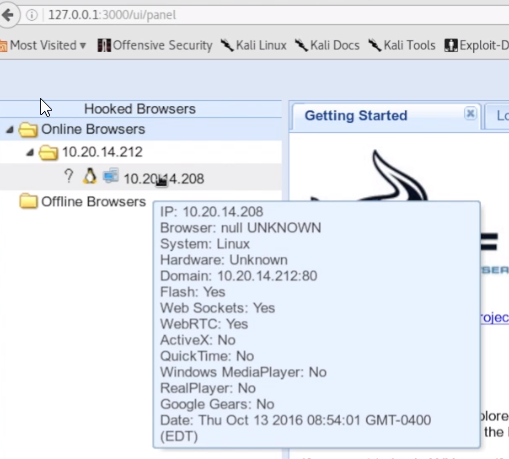 127.0.0.1:3000/ui/panel
Most Visited Offensive Security Kali Linux Kali Docs Kali Tools Exploit-D
Hooked Browsers
Getting Started
Lo
Online Browsers
10.20.14.212
? 10.20.14.208
Offline Browsers
IP: 10.20.14.208
Browser: null UNKNOWN
System: Linux
Hardware: Unknown
Domain: 10.20.14.212:80
Flash: Yes
Web Sockets: Yes
WebRTC: Yes
ActiveX: No
QuickTime: No
Windows MediaPlayer: No
RealPlayer: No
Google Gears: No
Date: Thu Oct 13 2016 08:54:01 GMT-0400
(EDT)
SER
rojec
plore
the